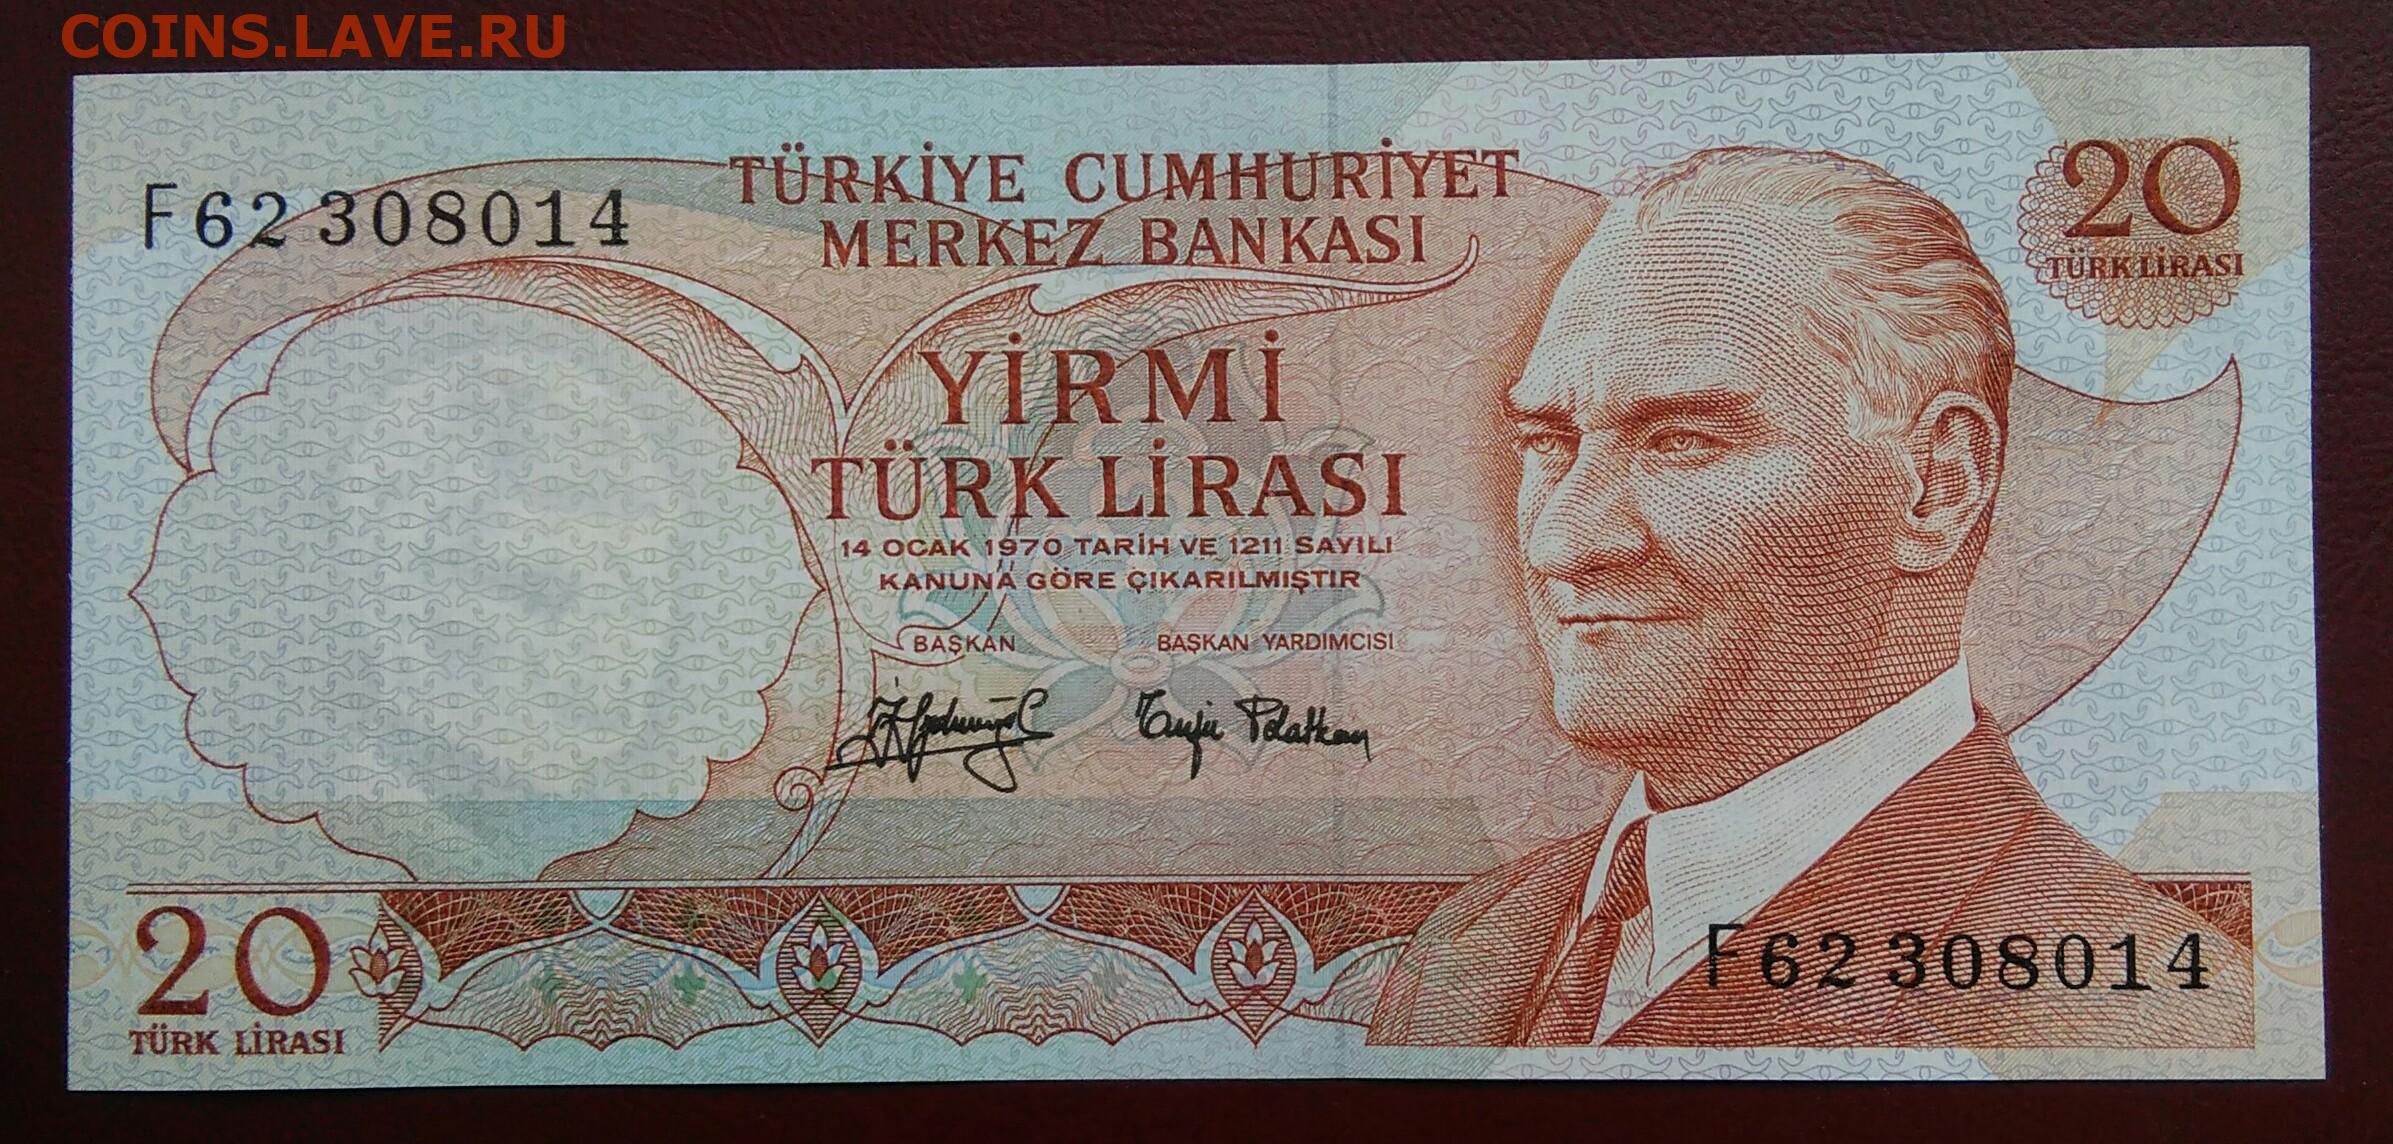 COINS.LAVE.RU
F62 308014
TÜRKİYE CUMHURİYET
MERKEZ BANKASI
20
TÜRK LİRASI
YİRMİ
TÜRK LİRASI
14 OCAK 1970 TARİH VE 1211 SAYILI
KANUNA GÖRE ÇIKARILMIŞTIR
BAŞKAN BAŞKAN YARDIMCISI
Tanju Polatkan
20
TÜRK LİRASI
F62 308014